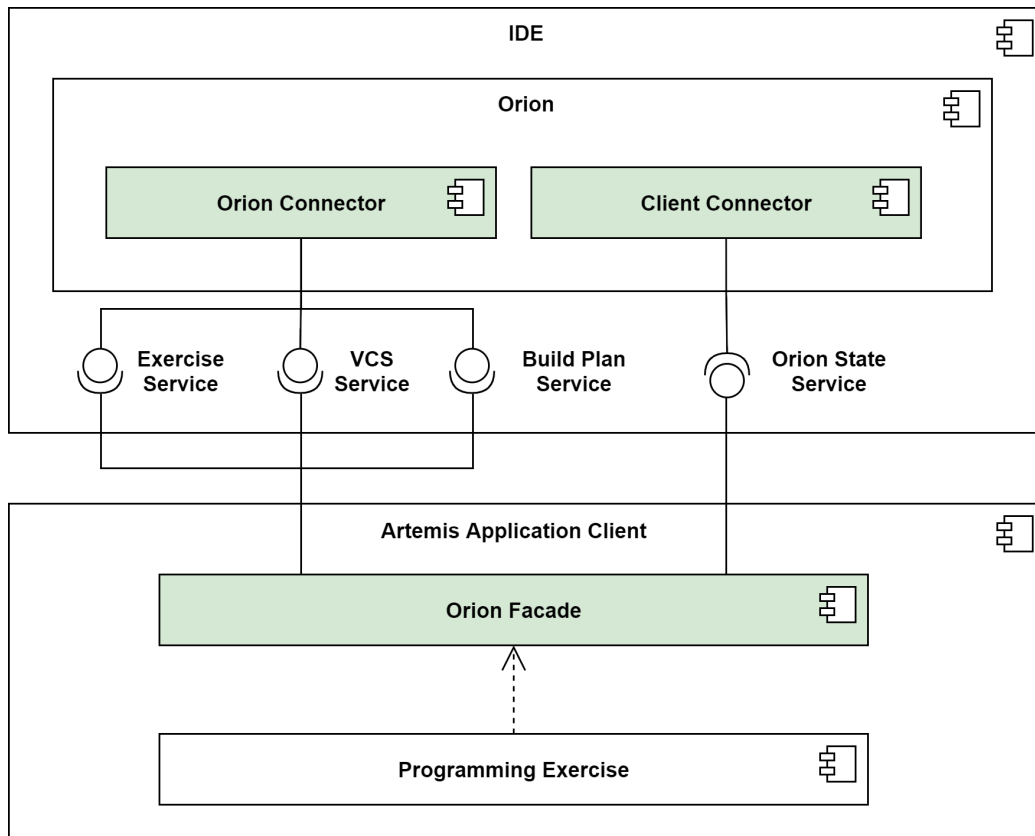 IDE
Orion
Orion Connector
Client Connector
Exercise
Service
VCS
Service
Build Plan
Service
Orion State
Service
Artemis Application Client
Orion Facade
Programming Exercise